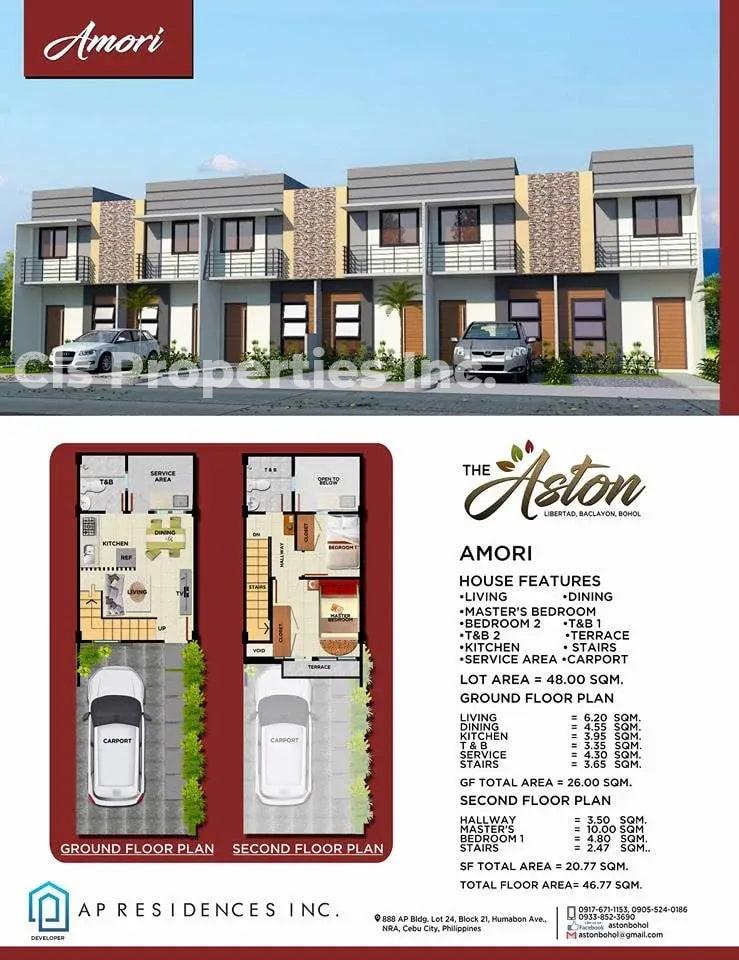 Amori
Cls Properties Inc.
T&B
SERVICE
AREA
KITCHEN
DINING
REF
LIVING
TV
UP
CARPORT
GROUND FLOOR PLAN
T & B
OPEN TO
BELOW
DN
HALLWAY
CLOSET
BEDROOM 1
STAIRS
CLOSET
MASTER
BEDROOM
VOID
TERRACE
CARPORT
SECOND FLOOR PLAN
THE Aston
LIBERTAD, BACLAYON, BOHOL
AMORI
HOUSE FEATURES
•LIVING •DINING
•MASTER'S BEDROOM
•BEDROOM 2 •T&B 1
•T&B 2 •TERRACE
•KITCHEN • STAIRS
•SERVICE AREA •CARPORT
LOT AREA = 48.00 SQM.
GROUND FLOOR PLAN
LIVING = 6.20 SQM.
DINING = 4.55 SQM.
KITCHEN = 3.95 SQM.
T & B = 3.35 SQM.
SERVICE = 4.30 SQM.
STAIRS = 3.65 SQM.
GF TOTAL AREA = 26.00 SQM.
SECOND FLOOR PLAN
HALLWAY = 3.50 SQM.
MASTER'S = 10.00 SQM.
BEDROOM 1 = 4.80 SQM.
STAIRS = 2.47 SQM..
SF TOTAL AREA = 20.77 SQM.
TOTAL FLOOR AREA= 46.77 SQM.
AP RESIDENCES INC.
DEVELOPER
888 AP Bldg. Lot 24, Block 21, Humabon Ave.,
NRA, Cebu City, Philippines
0917-671-1153, 0905-524-0186
0933-852-3690
Facebook astonbohol
astonbohol@gmail.com